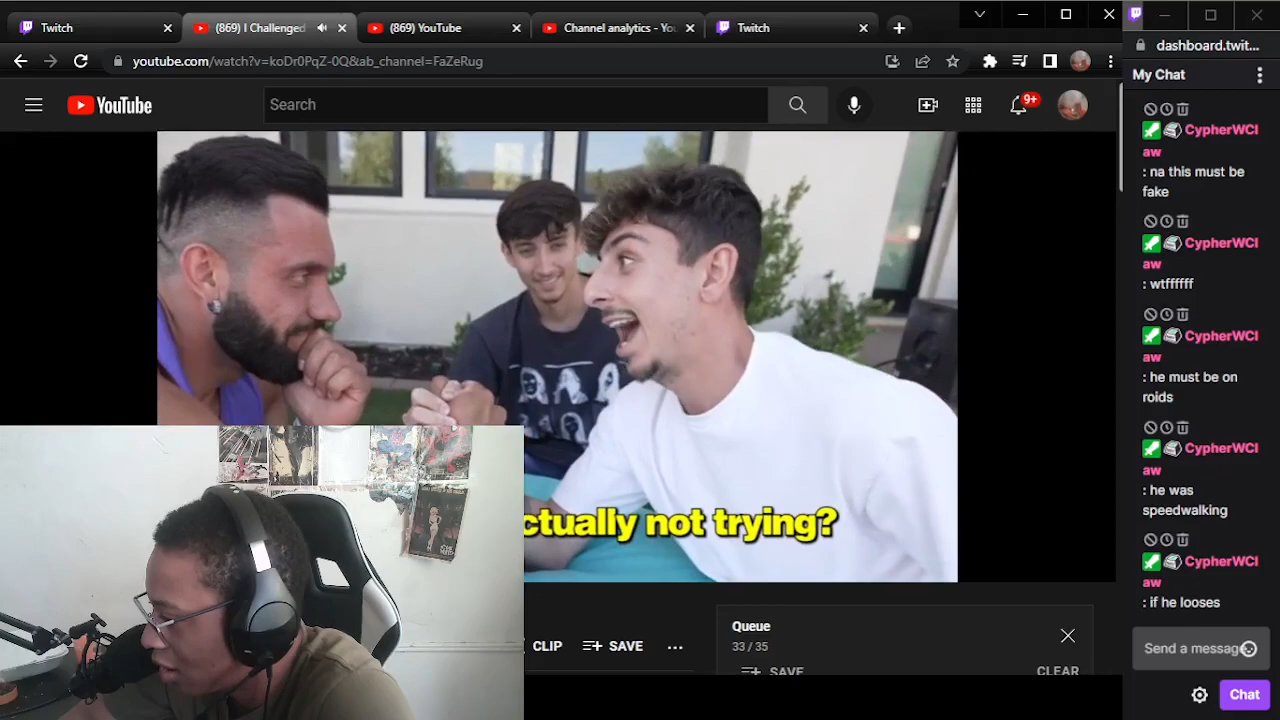 Twitch
(869) I Challenged
(869) YouTube
Channel analytics - Yo
Twitch
youtube.com/watch?v=koDr0PqZ-0Q&ab_channel=FaZeRug
YouTube
Search
9+
ctually not trying?
CLIP
SAVE
...
Queue
33 / 35
SAVE
CLEAR
dashboard.twit...
My Chat
CypherWCl
aw
: na this must be
fake
CypherWCl
aw
: wtffffff
CypherWCl
aw
: he must be on
roids
CypherWCl
aw
: he was
speedwalking
CypherWCl
aw
: if he looses
Send a message
Chat